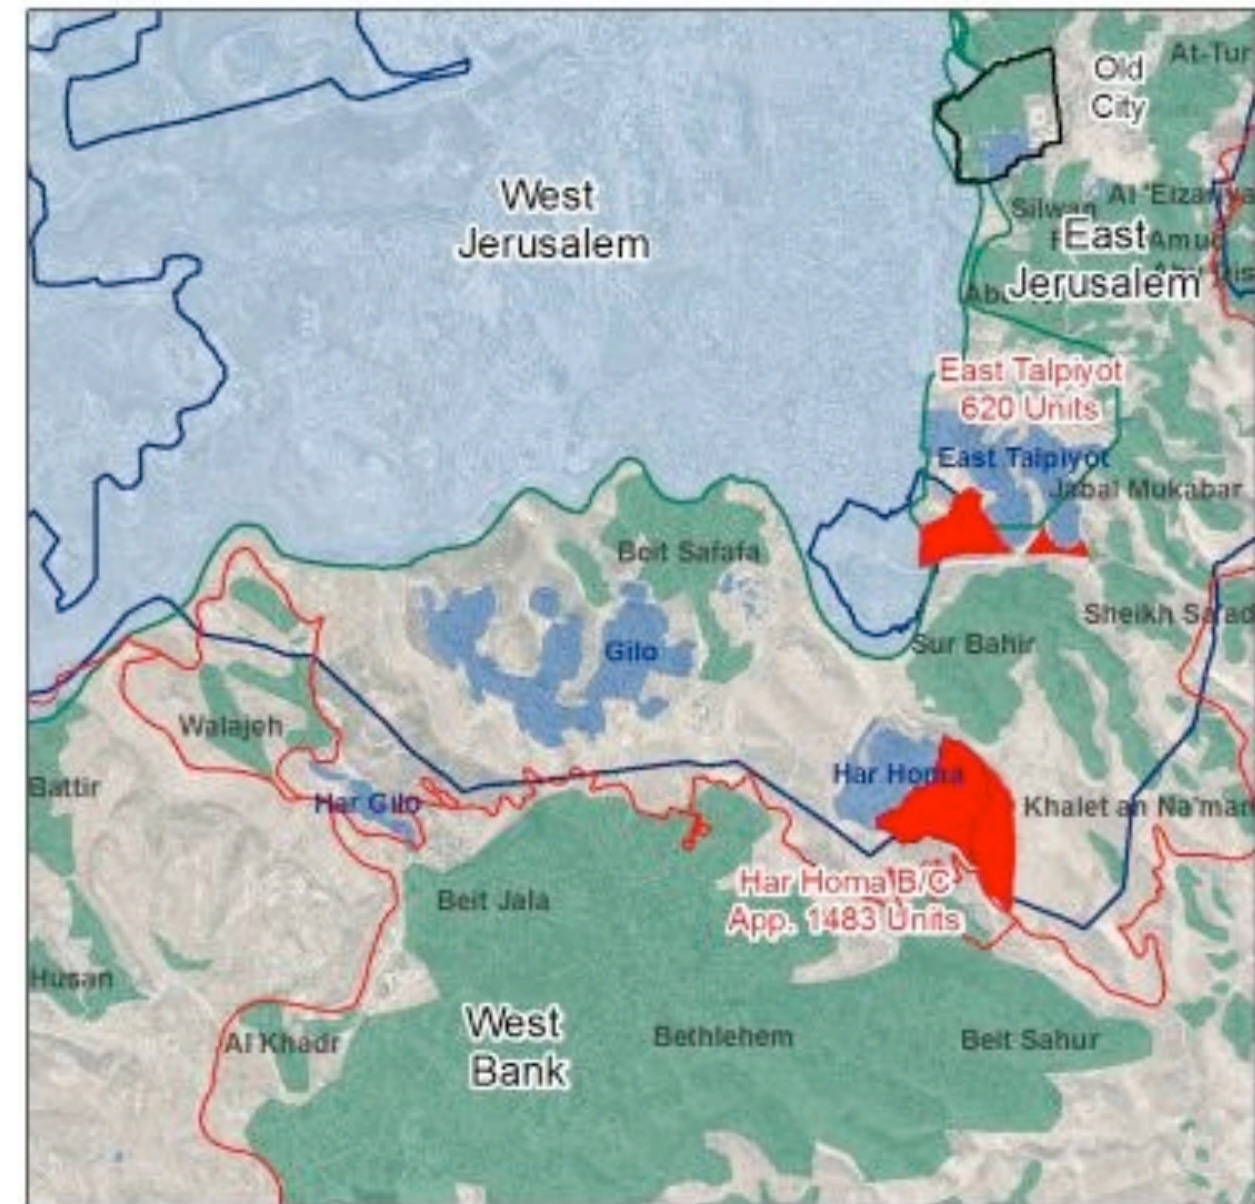 At-Tur
Old
City
West
Jerusalem
Silwan
East
Jerusalem
East Talpiyot
620 Units
East Talpiyot
Jabal Mukabar
Beit Safafa
Sheikh Sa'ad
Gilo
Sur Bahir
Walajeh
Battir
Har Gilo
Har Homa
Khalet an Na'man
Har Homa B/C
App. 1483 Units
Beit Jala
Husan
West
Bank
Al Khadr
Bethlehem
Beit Sahur